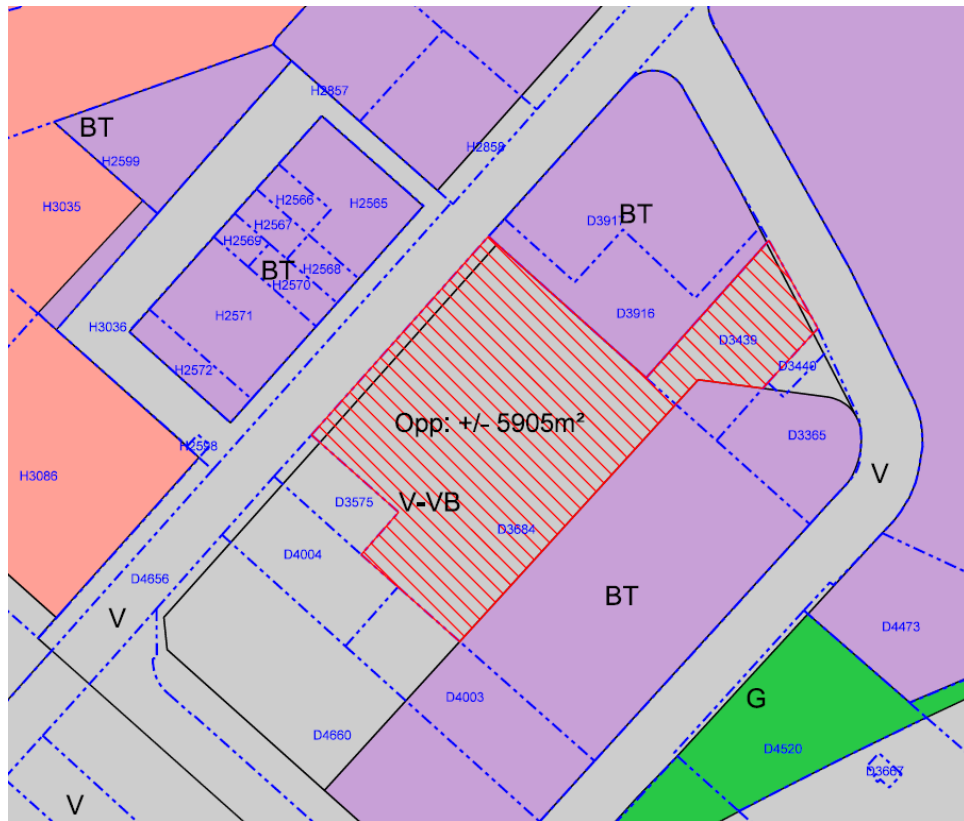 H2857
BT
H2858
H2599
H2566
H2565
H3035
D3917
BT
H2567
H2569
H2568
BT
H2570
D3916
H2571
H3036
D3439
D3440
H2572
Opp: +/- 5905m²
D3365
H2598
H3086
V
D3575
V-VB
D3684
D4004
D4656
BT
V
D4473
D4003
G
D4660
D4520
D3667
V